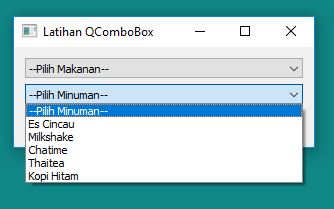 Latihan QComboBox
--Pilih Makanan--
--Pilih Minuman--
--Pilih Minuman--
Es Cincau
Milkshake
Chatime
Thaitea
Kopi Hitam